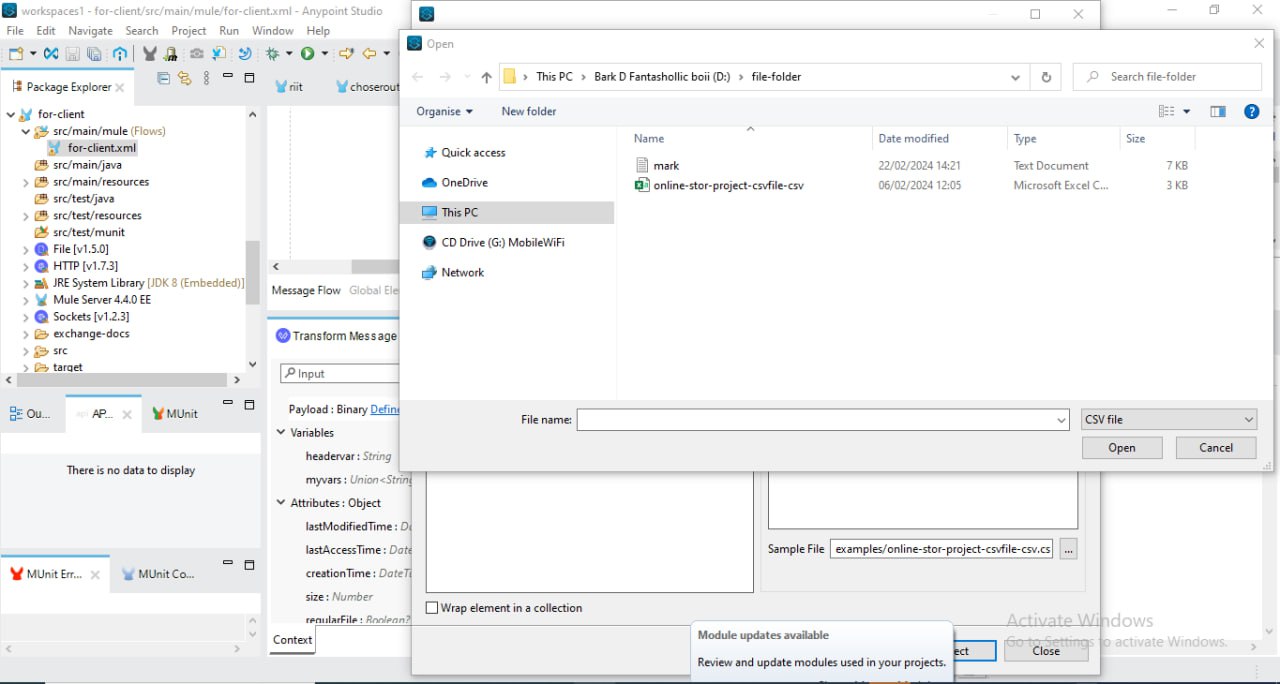 workspaces1 - for-client/src/main/mule/for-client.xml - Anypoint Studio
File Edit Navigate Search Project Run Window Help
Package Explorer
for-client
src/main/mule (Flows)
for-client.xml
src/main/java
src/main/resources
src/test/java
src/test/resources
src/test/munit
File [v1.5.0]
HTTP [v1.7.3]
JRE System Library [JDK 8 (Embedded)]
Mule Server 4.4.0 EE
Sockets [v1.2.3]
exchange-docs
src
target
Ou... AP... MUnit
There is no data to display
MUnit Err... MUnit Co...
riit choserout
Message Flow Global Ele
Transform Message
Input
Payload : Binary Define
Variables
headervar : String
myvars : Union<String
Attributes : Object
lastModifiedTime : Da
lastAccessTime : Date
creationTime : DateTi
size : Number
regularFile : Boolean?
Context
Open
This PC > Bark D Fantashollic boii (D:) > file-folder
Search file-folder
Organise New folder
Quick access
OneDrive
This PC
CD Drive (G:) MobileWiFi
Network
Name Date modified Type Size
mark 22/02/2024 14:21 Text Document 7 KB
online-stor-project-csvfile-csv 06/02/2024 12:05 Microsoft Excel C... 3 KB
File name: CSV file
Open Cancel
Sample File examples/online-stor-project-csvfile-csv.cs ...
Wrap element in a collection
Module updates available
Review and update modules used in your projects.
ect Close
Activate Windows
Go to Settings to activate Windows.